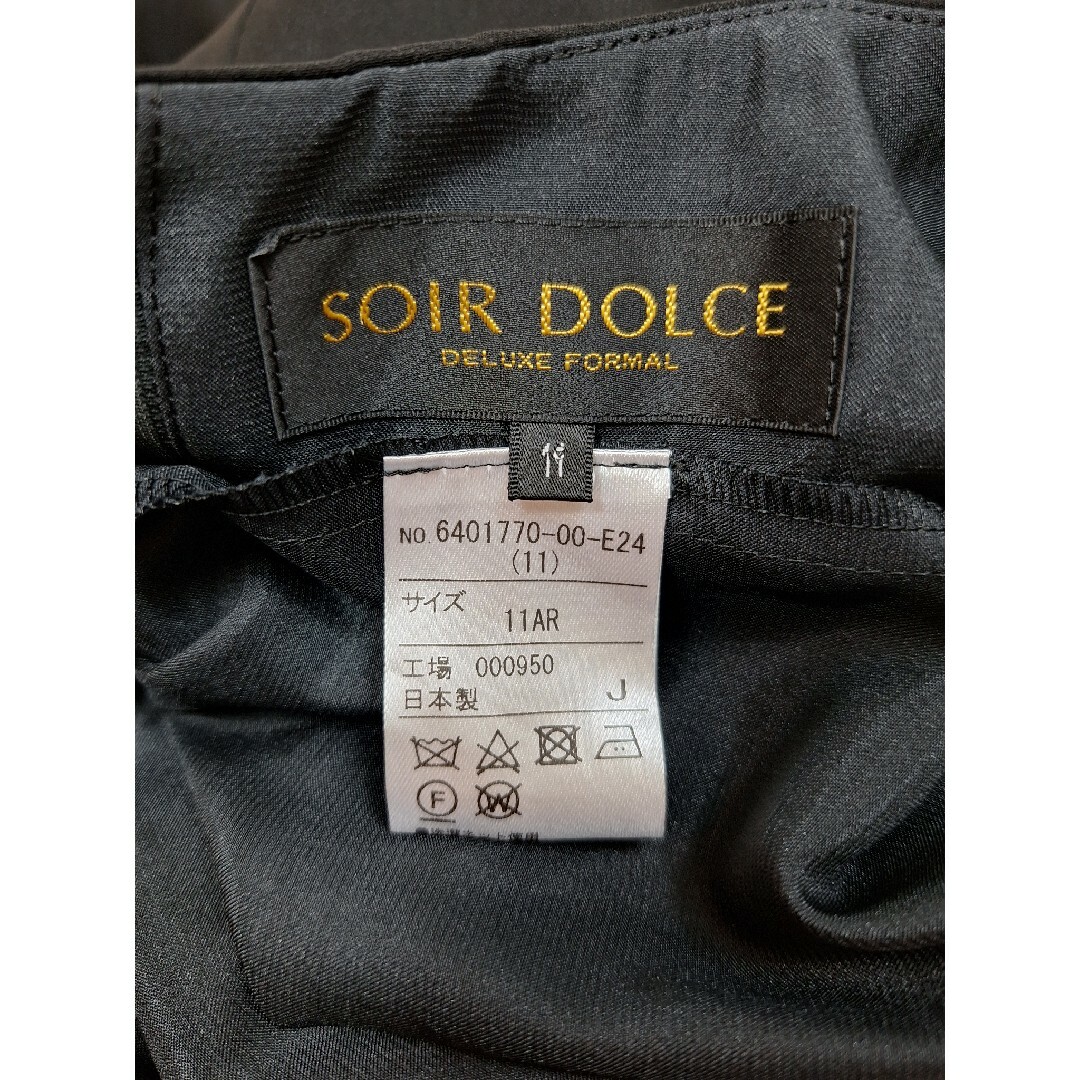 SOIR DOLCE
DELUXE FORMAL
11
NO.6401770-00-E24
(11)
サイズ
11AR
工場 000950
日本製 J
F W